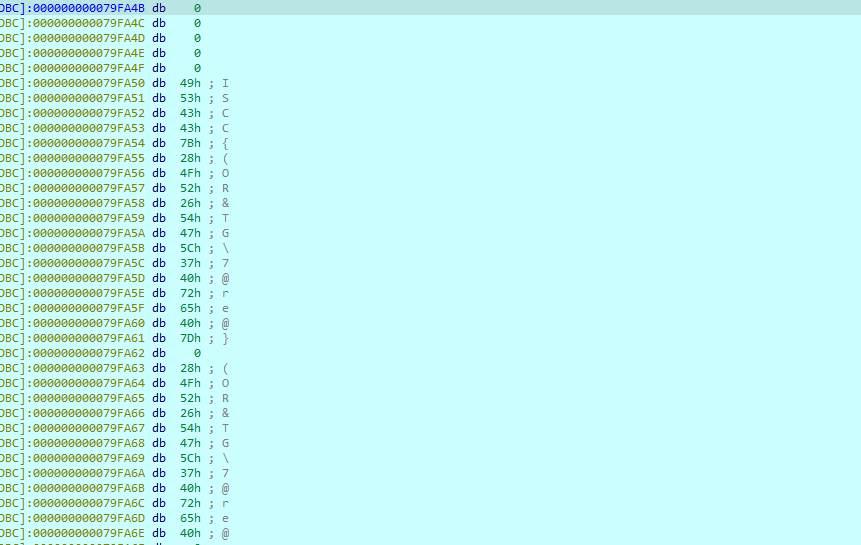 DBC]:000000000079FA4B db 0
DBC]:000000000079FA4C db 0
DBC]:000000000079FA4D db 0
DBC]:000000000079FA4E db 0
DBC]:000000000079FA4F db 0
DBC]:000000000079FA50 db 49h ; I
DBC]:000000000079FA51 db 53h ; S
DBC]:000000000079FA52 db 43h ; C
DBC]:000000000079FA53 db 43h ; C
DBC]:000000000079FA54 db 7Bh ; {
DBC]:000000000079FA55 db 28h ; (
DBC]:000000000079FA56 db 4Fh ; O
DBC]:000000000079FA57 db 52h ; R
DBC]:000000000079FA58 db 26h ; &
DBC]:000000000079FA59 db 54h ; T
DBC]:000000000079FA5A db 47h ; G
DBC]:000000000079FA5B db 5Ch ; \
DBC]:000000000079FA5C db 37h ; 7
DBC]:000000000079FA5D db 40h ; @
DBC]:000000000079FA5E db 72h ; r
DBC]:000000000079FA5F db 65h ; e
DBC]:000000000079FA60 db 40h ; @
DBC]:000000000079FA61 db 7Dh ; }
DBC]:000000000079FA62 db 0
DBC]:000000000079FA63 db 28h ; (
DBC]:000000000079FA64 db 4Fh ; O
DBC]:000000000079FA65 db 52h ; R
DBC]:000000000079FA66 db 26h ; &
DBC]:000000000079FA67 db 54h ; T
DBC]:000000000079FA68 db 47h ; G
DBC]:000000000079FA69 db 5Ch ; \
DBC]:000000000079FA6A db 37h ; 7
DBC]:000000000079FA6B db 40h ; @
DBC]:000000000079FA6C db 72h ; r
DBC]:000000000079FA6D db 65h ; e
DBC]:000000000079FA6E db 40h ; @